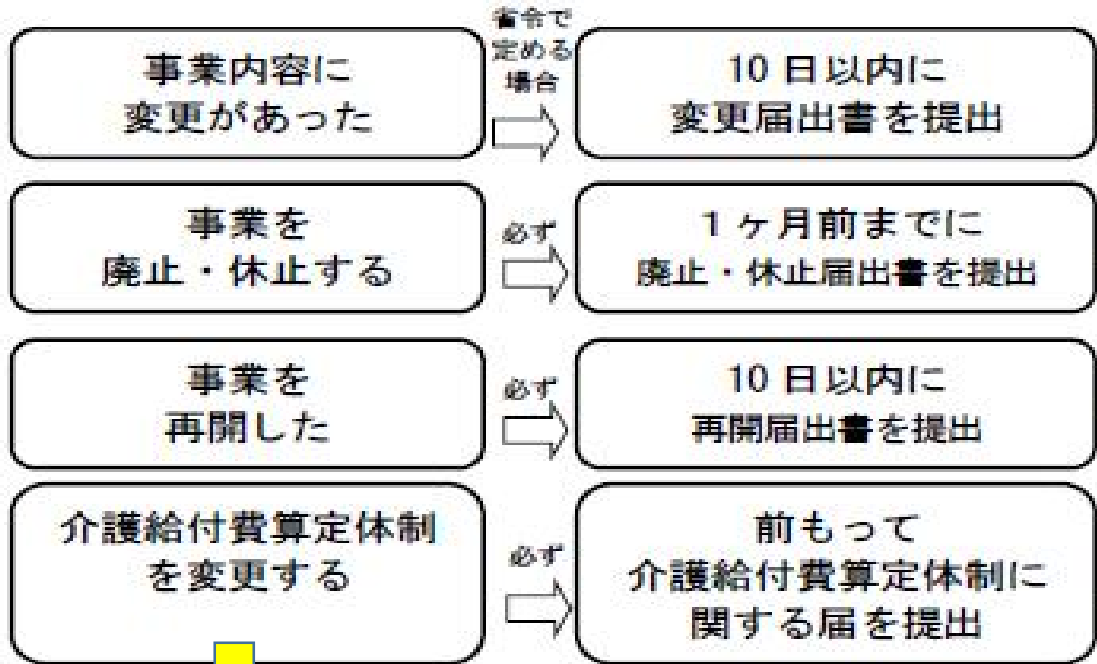 事業内容に
変更があった
省令で
定める
場合
10 日以内に
変更届出書を提出
事業を
廃止・休止する
必ず
1ヶ月前までに
廃止・休止届出書を提出
事業を
再開した
必ず
10 日以内に
再開届出書を提出
介護給付費算定体制
を変更する
必ず
前もって
介護給付費算定体制に
関する届を提出